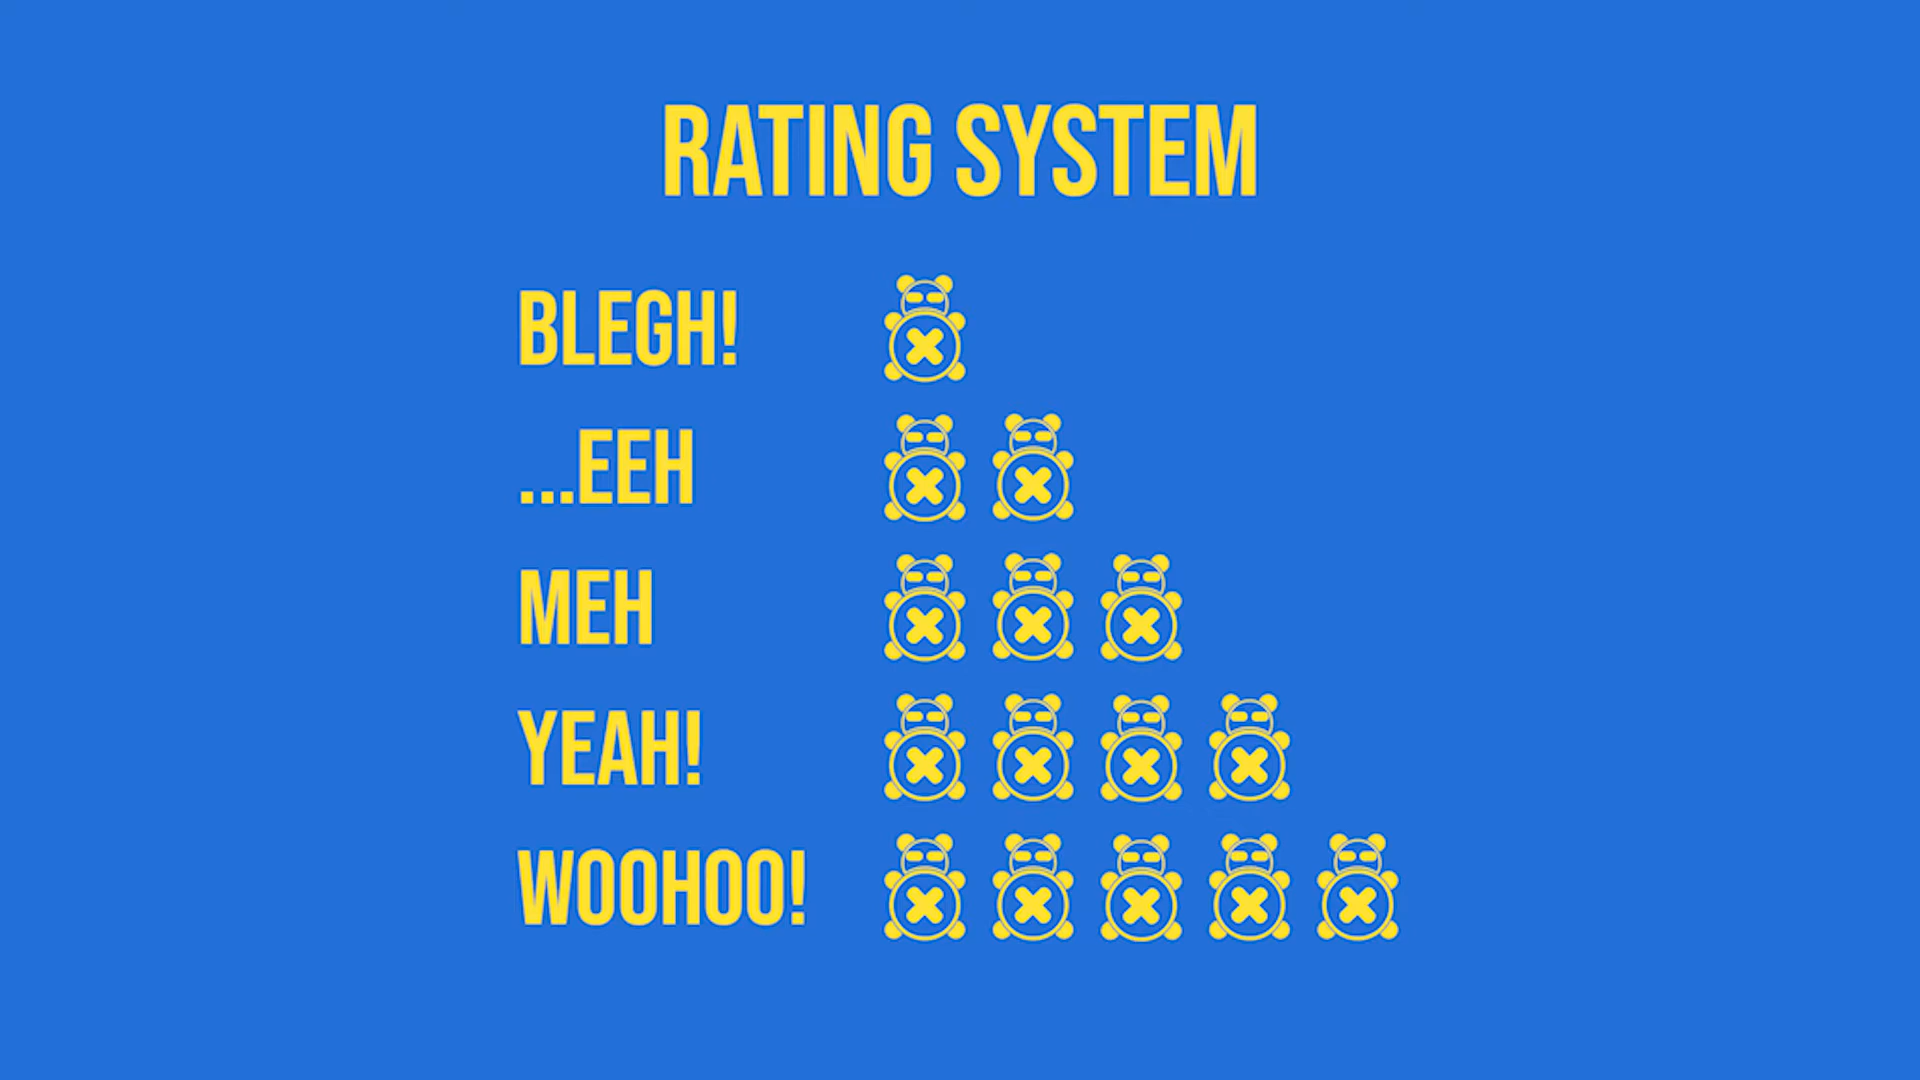 RATING SYSTEM
BLEGH!
...EEH
MEH
YEAH!
WOOHOO!